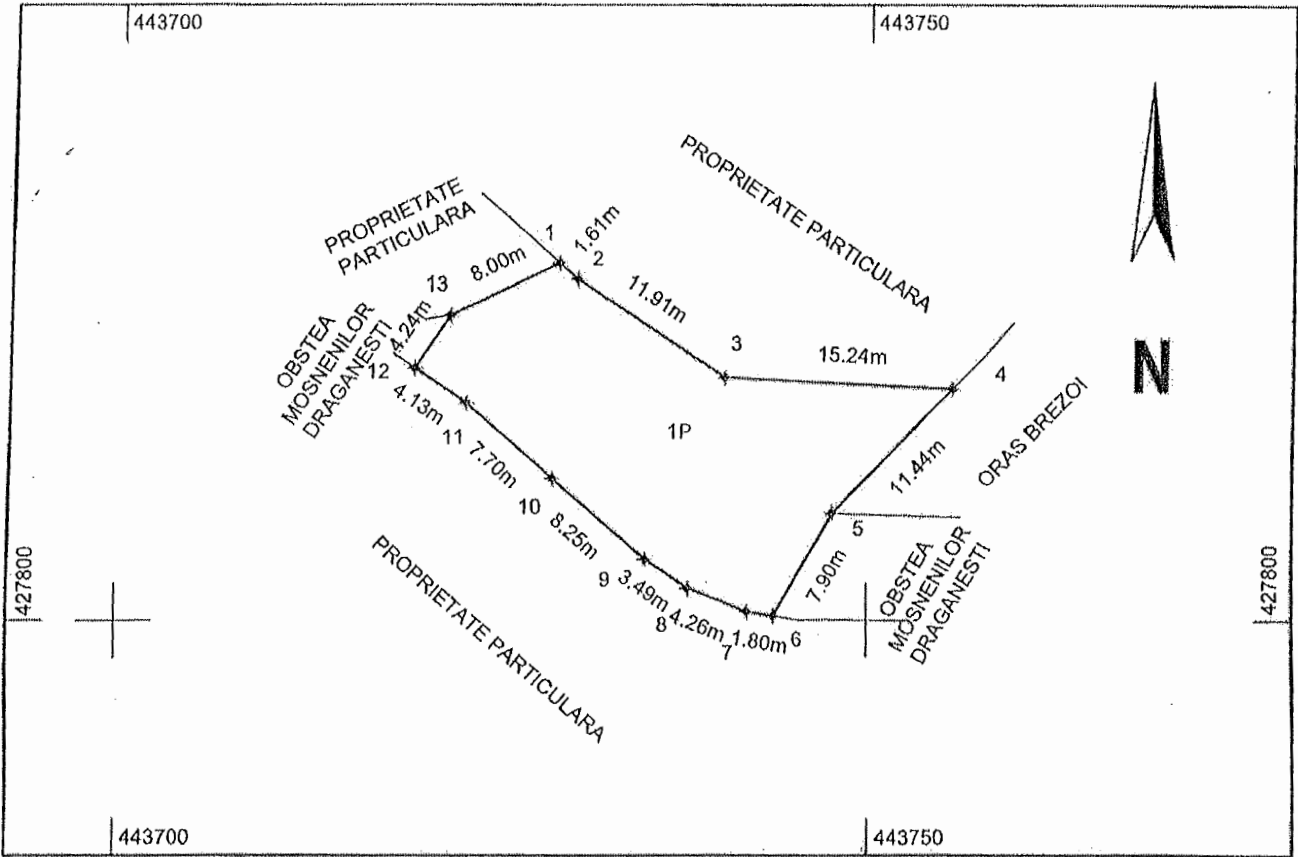 443700
443750
PROPRIETATE PARTICULARA
PROPRIETATE
PARTICULARA
1
1.61m
2
8.00m
13
11.91m
4.24m
OBSTEA
MOSNENILOR
DRAGANESTI
12
3
15.24m
4
N
4.13m
11
1P
ORAS BREZOI
11.44m
7.70m
10
8.25m
5
PROPRIETATE PARTICULARA
9
3.49m
7.90m
OBSTEA
MOSNENILOR
DRAGANESTI
8
4.26m
7
1.80m
6
427800
427800
443700
443750